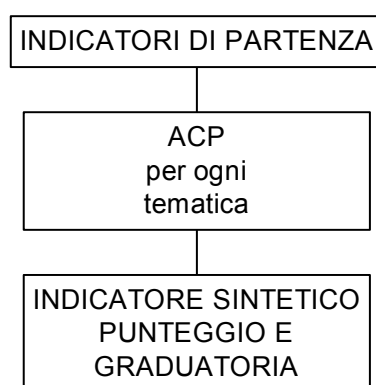 INDICATORI DI PARTENZA
ACP
per ogni
tematica
INDICATORE SINTETICO
PUNTEGGIO E
GRADUATORIA